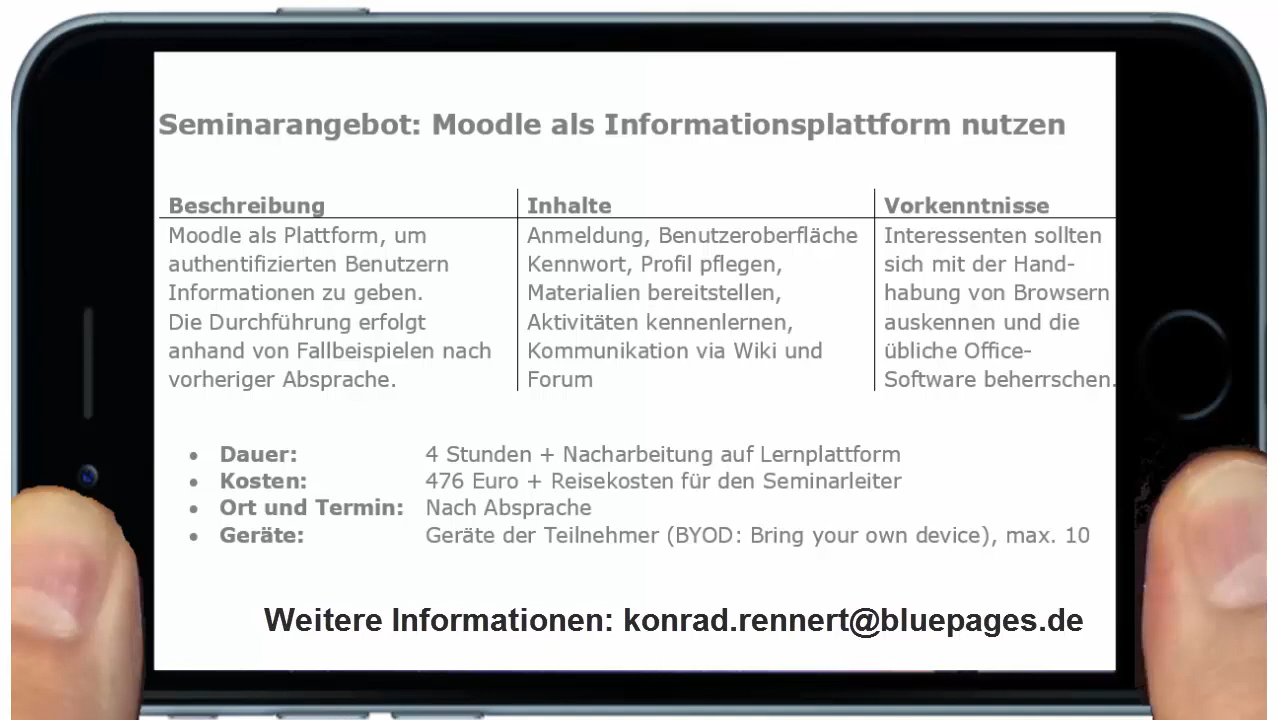 Seminarangebot: Moodle als Informationsplattform nutzen
Beschreibung
Moodle als Plattform, um
authentifizierten Benutzern
Informationen zu geben.
Die Durchführung erfolgt
anhand von Fallbeispielen nach
vorheriger Absprache.
Inhalte
Anmeldung, Benutzeroberfläche
Kennwort, Profil pflegen,
Materialien bereitstellen,
Aktivitäten kennenlernen,
Kommunikation via Wiki und
Forum
Vorkenntnisse
Interessenten sollten
sich mit der Hand-
habung von Browsern
auskennen und die
übliche Office-
Software beherrschen.
• Dauer: 4 Stunden + Nacharbeitung auf Lernplattform
• Kosten: 476 Euro + Reisekosten für den Seminarleiter
• Ort und Termin: Nach Absprache
• Geräte: Geräte der Teilnehmer (BYOD: Bring your own device), max. 10
Weitere Informationen: konrad.rennert@bluepages.de